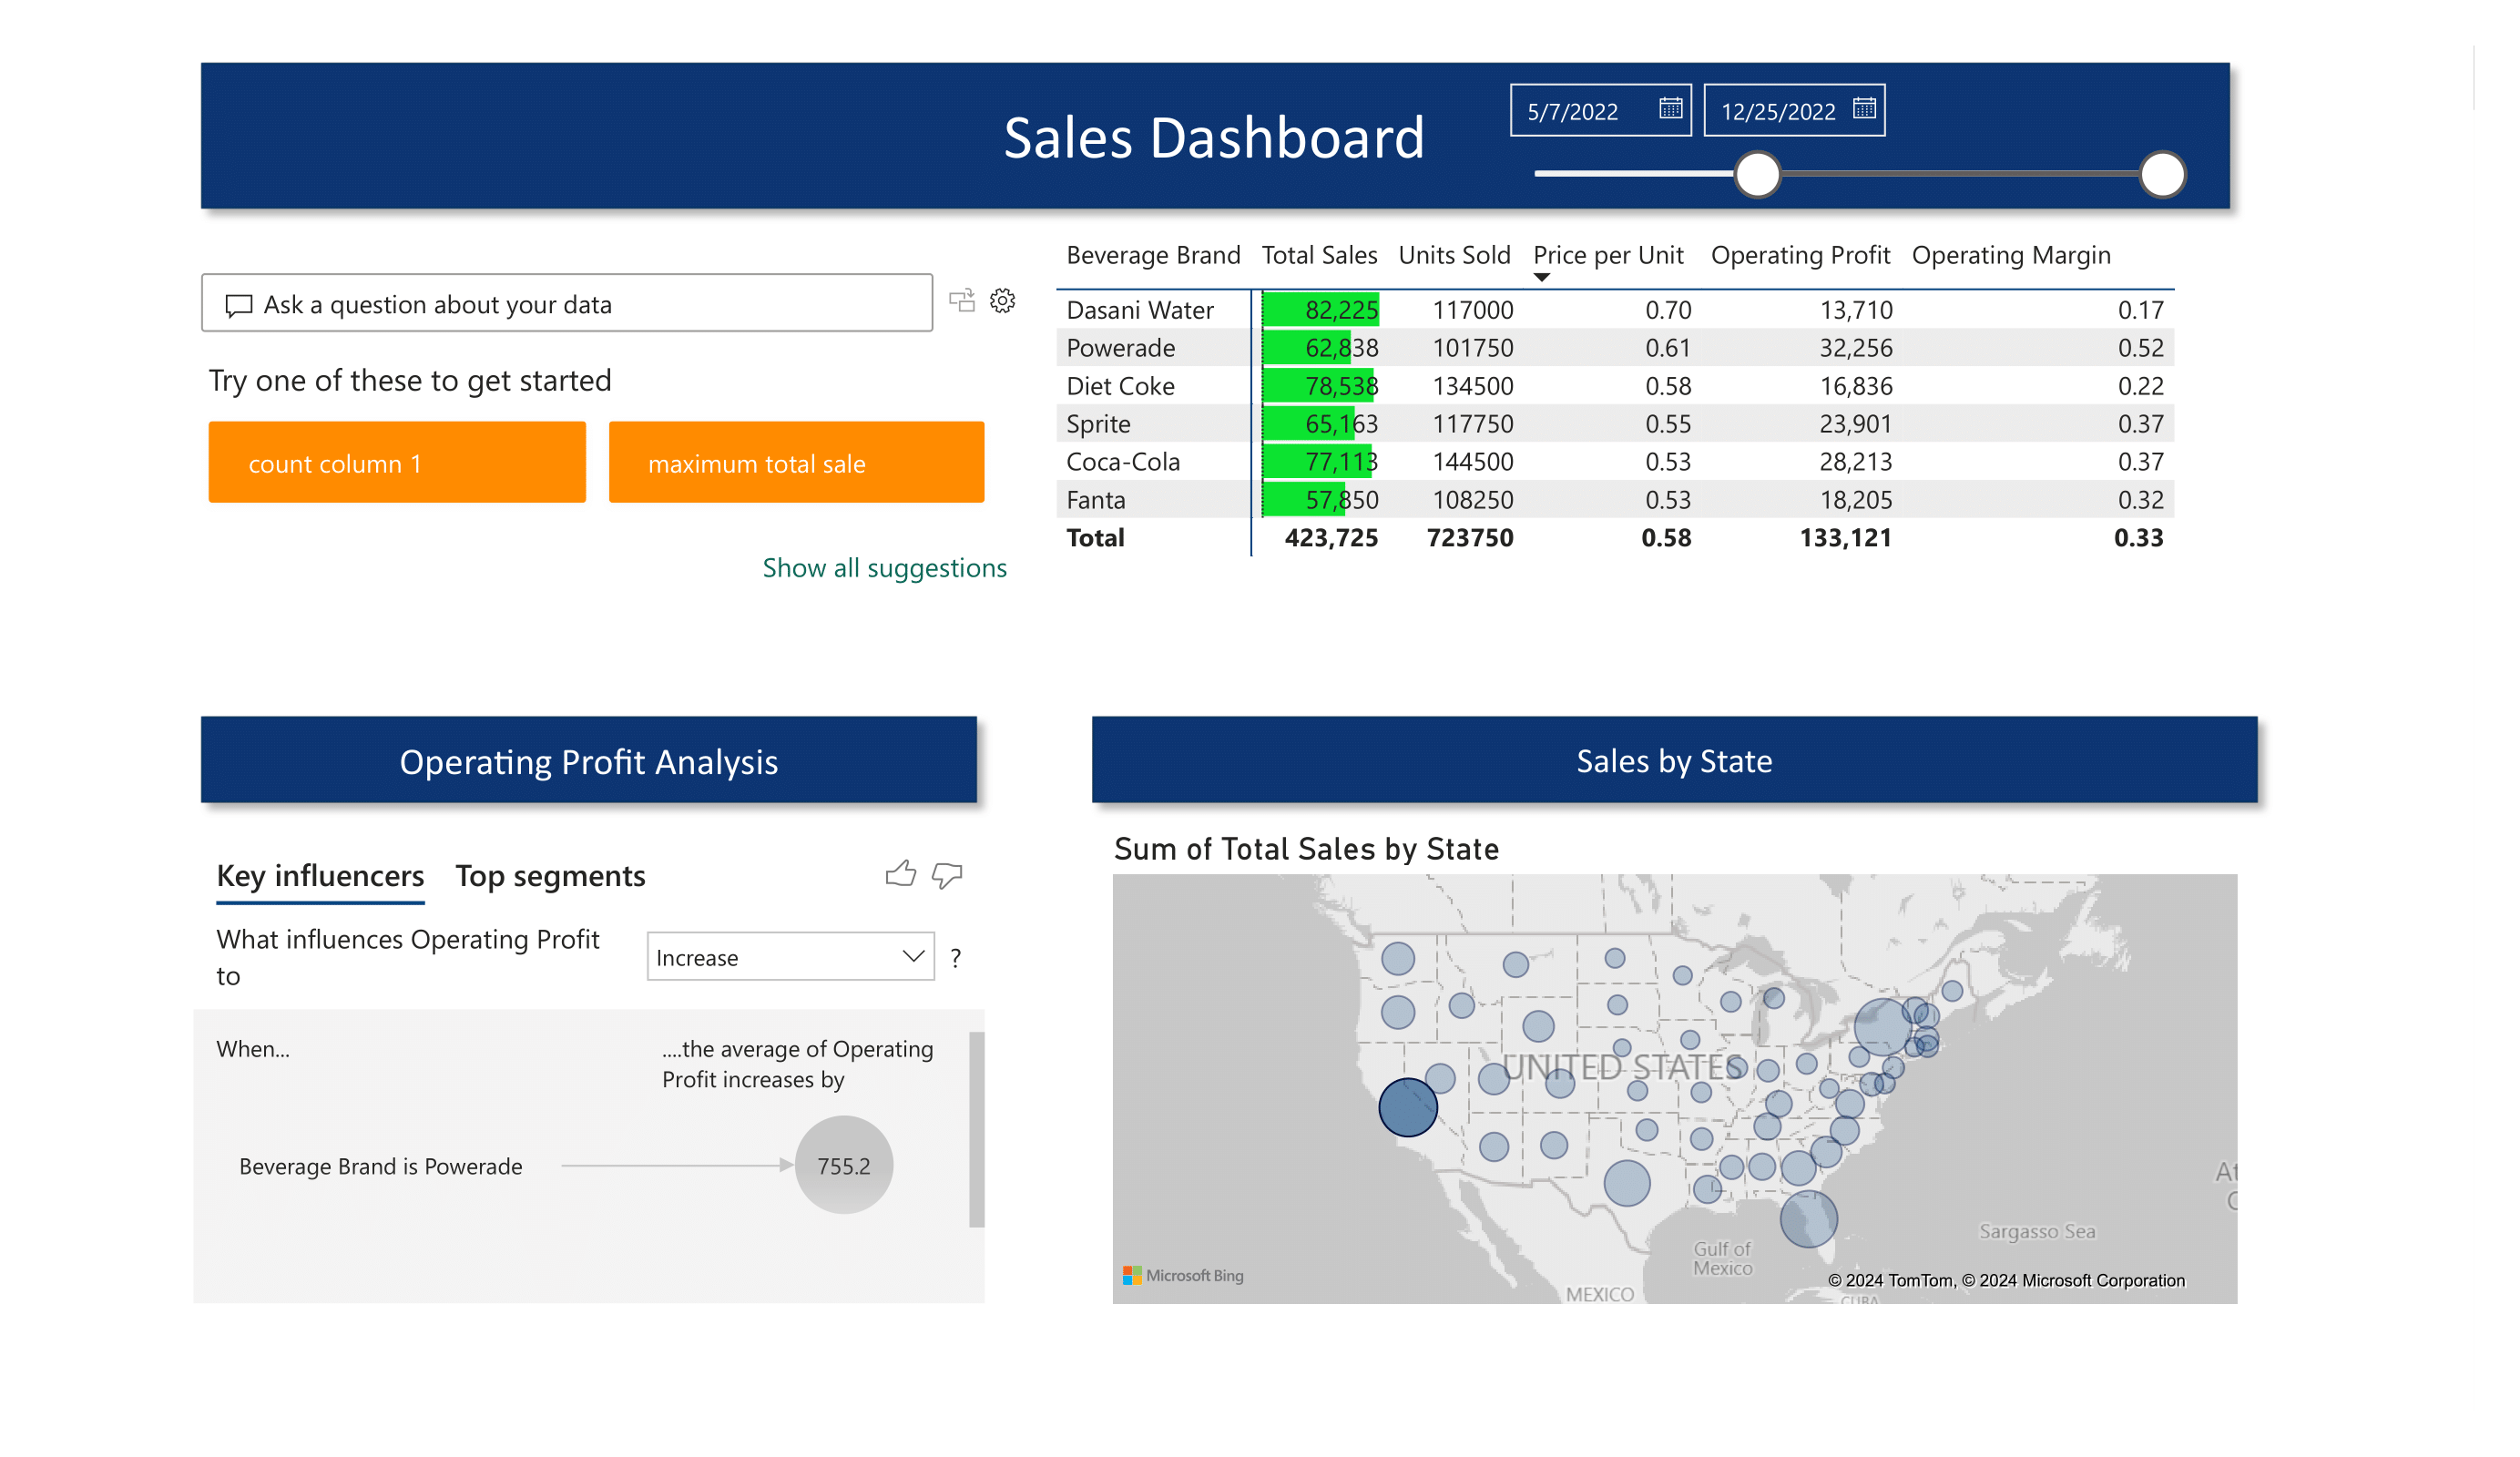 Sales Dashboard
5/7/2022
12/25/2022
Ask a question about your data
Try one of these to get started
count column 1
maximum total sale
Show all suggestions
Beverage Brand Total Sales Units Sold Price per Unit Operating Profit Operating Margin
Dasani Water 82,225 117000 0.70 13,710 0.17
Powerade 62,838 101750 0.61 32,256 0.52
Diet Coke 78,538 134500 0.58 16,836 0.22
Sprite 65,163 117750 0.55 23,901 0.37
Coca-Cola 77,113 144500 0.53 28,213 0.37
Fanta 57,850 108250 0.53 18,205 0.32
Total 423,725 723750 0.58 133,121 0.33
Operating Profit Analysis
Key influencers Top segments
What influences Operating Profit
to
Increase
?
When...
....the average of Operating
Profit increases by
Beverage Brand is Powerade
755.2
Sales by State
Sum of Total Sales by State
UNITED STATES
Sargasso Sea
Gulf of
Mexico
MEXICO
CUBA
Microsoft Bing
© 2024 TomTom, © 2024 Microsoft Corporation